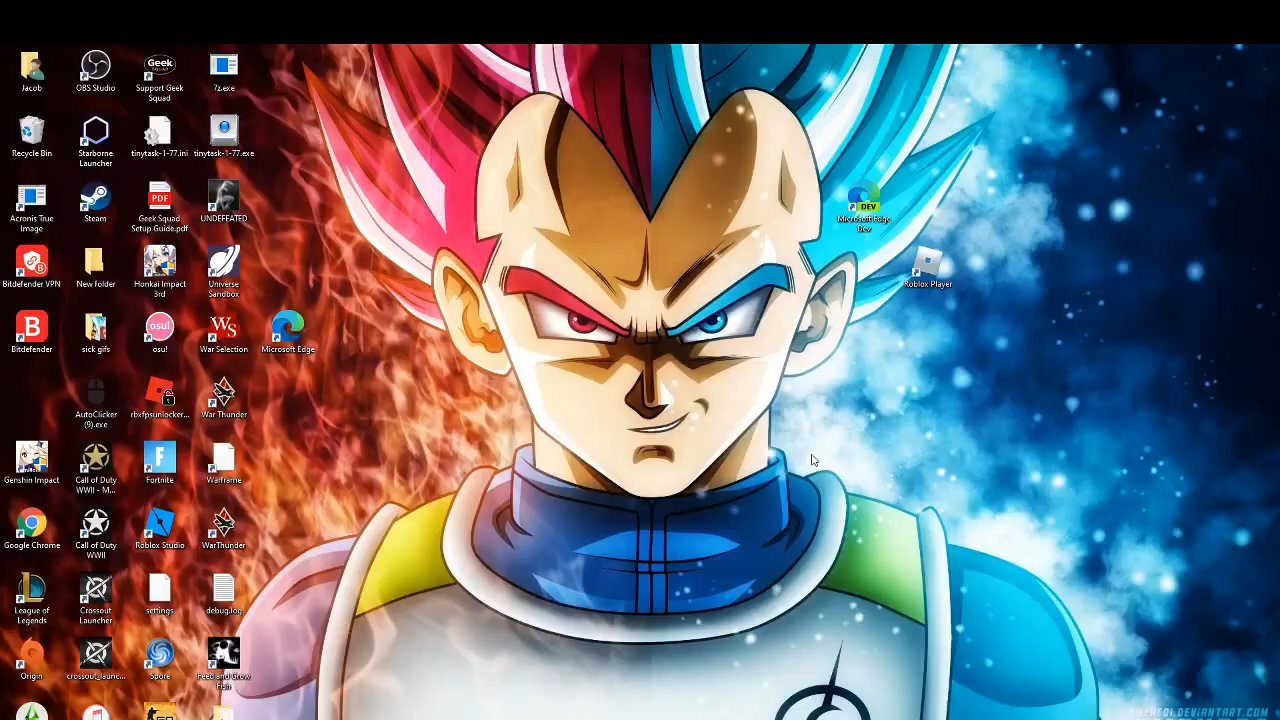 Jacob
OBS Studio
Geek
SQUAD
Support Geek
Squad
7z.exe
Recycle Bin
Starborne
Launcher
tinytask-1-77.ini
tinytask-1-77.exe
Acronis True
Image
Steam
PDF
Geek Squad
Setup Guide.pdf
UNDEFEATED
DEV
Microsoft Edge
Dev
Bitdefender VPN
New folder
Honkai Impact
3rd
Universe
Sandbox
Roblox Player
B
Bitdefender
sick gifs
osu!
osu!
WS
War Selection
Microsoft Edge
AutoClicker
(9).exe
rbxfpsunlocker...
War Thunder
Genshin Impact
Call of Duty
WWII - M...
F
Fortnite
Warframe
Google Chrome
Call of Duty
WWII
Roblox Studio
WarThunder
League of
Legends
Crossout
Launcher
settings
debug.log
Origin
crossout_launc...
Spore
Feed and Grow
Fish